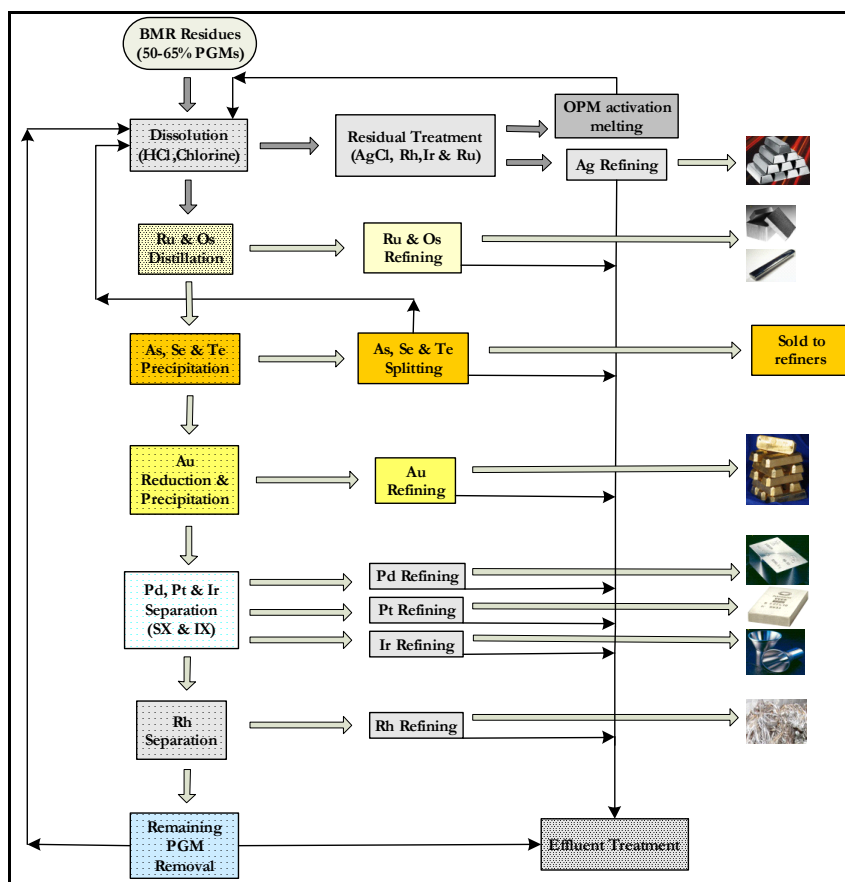 BMR Residues
(50-65% PGMs)
OPM activation
melting
Dissolution
(HCl,Chlorine)
Residual Treatment
(AgCl, Rh,Ir & Ru)
Ag Refining
Ru & Os
Distillation
Ru & Os
Refining
As, Se & Te
Precipitation
As, Se & Te
Splitting
Sold to
refiners
Au
Reduction &
Precipitation
Au
Refining
Pd, Pt & Ir
Separation
(SX & IX)
Pd Refining
Pt Refining
Ir Refining
Rh
Separation
Rh Refining
Remaining
PGM
Removal
Effluent Treatment